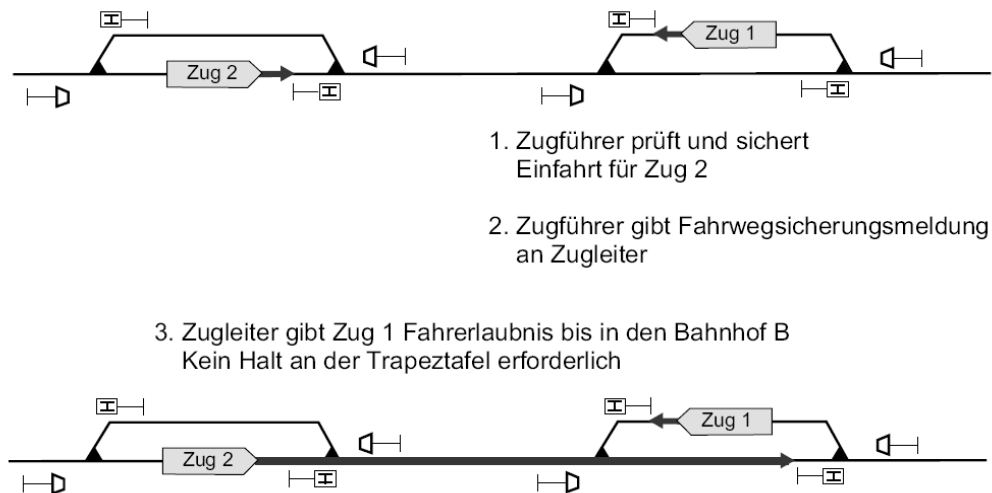 Zug 1
Zug 2
1. Zugführer prüft und sichert
Einfahrt für Zug 2
2. Zugführer gibt Fahrwegsicherungsmeldung
an Zugleiter
3. Zugleiter gibt Zug 1 Fahrerlaubnis bis in den Bahnhof B
Kein Halt an der Trapeztafel erforderlich
Zug 1
Zug 2